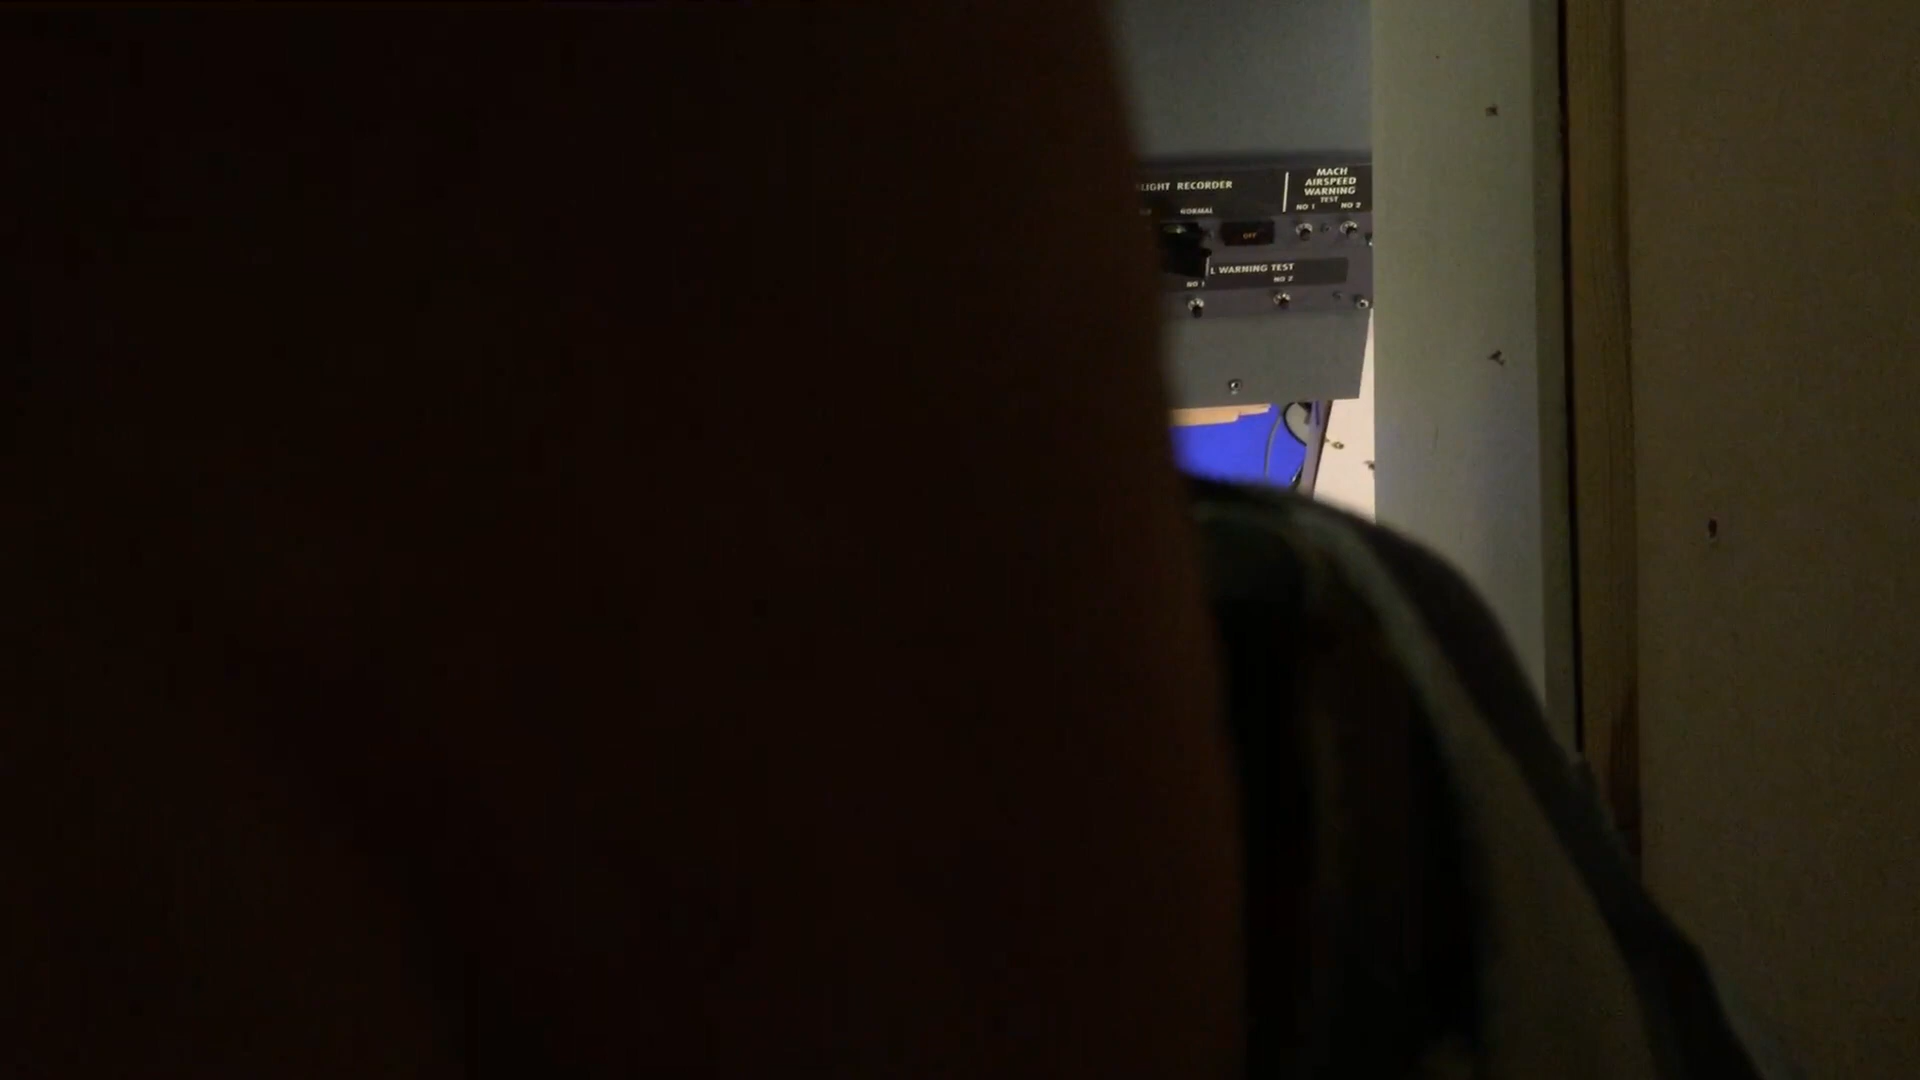 LIGHT RECORDER
NORMAL
OFF
MACH
AIRSPEED
WARNING
TEST
NO 1 NO 2
L WARNING TEST
NO 1 NO 2